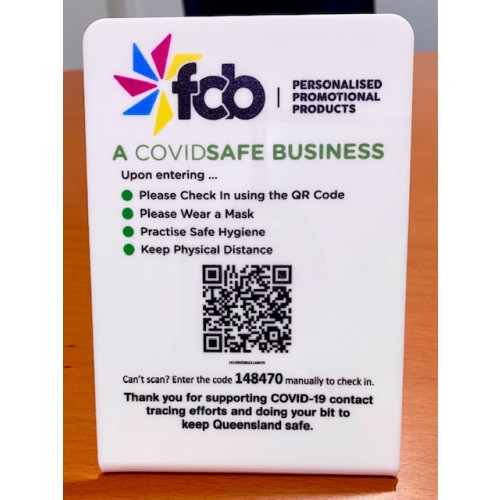 fcb
PERSONALISED
PROMOTIONAL
PRODUCTS
A COVIDSAFE BUSINESS
Upon entering ...
Please Check In using the QR Code
Please Wear a Mask
Practise Safe Hygiene
Keep Physical Distance
Can't scan? Enter the code 148470 manually to check in.
Thank you for supporting COVID-19 contact
tracing efforts and doing your bit to
keep Queensland safe.